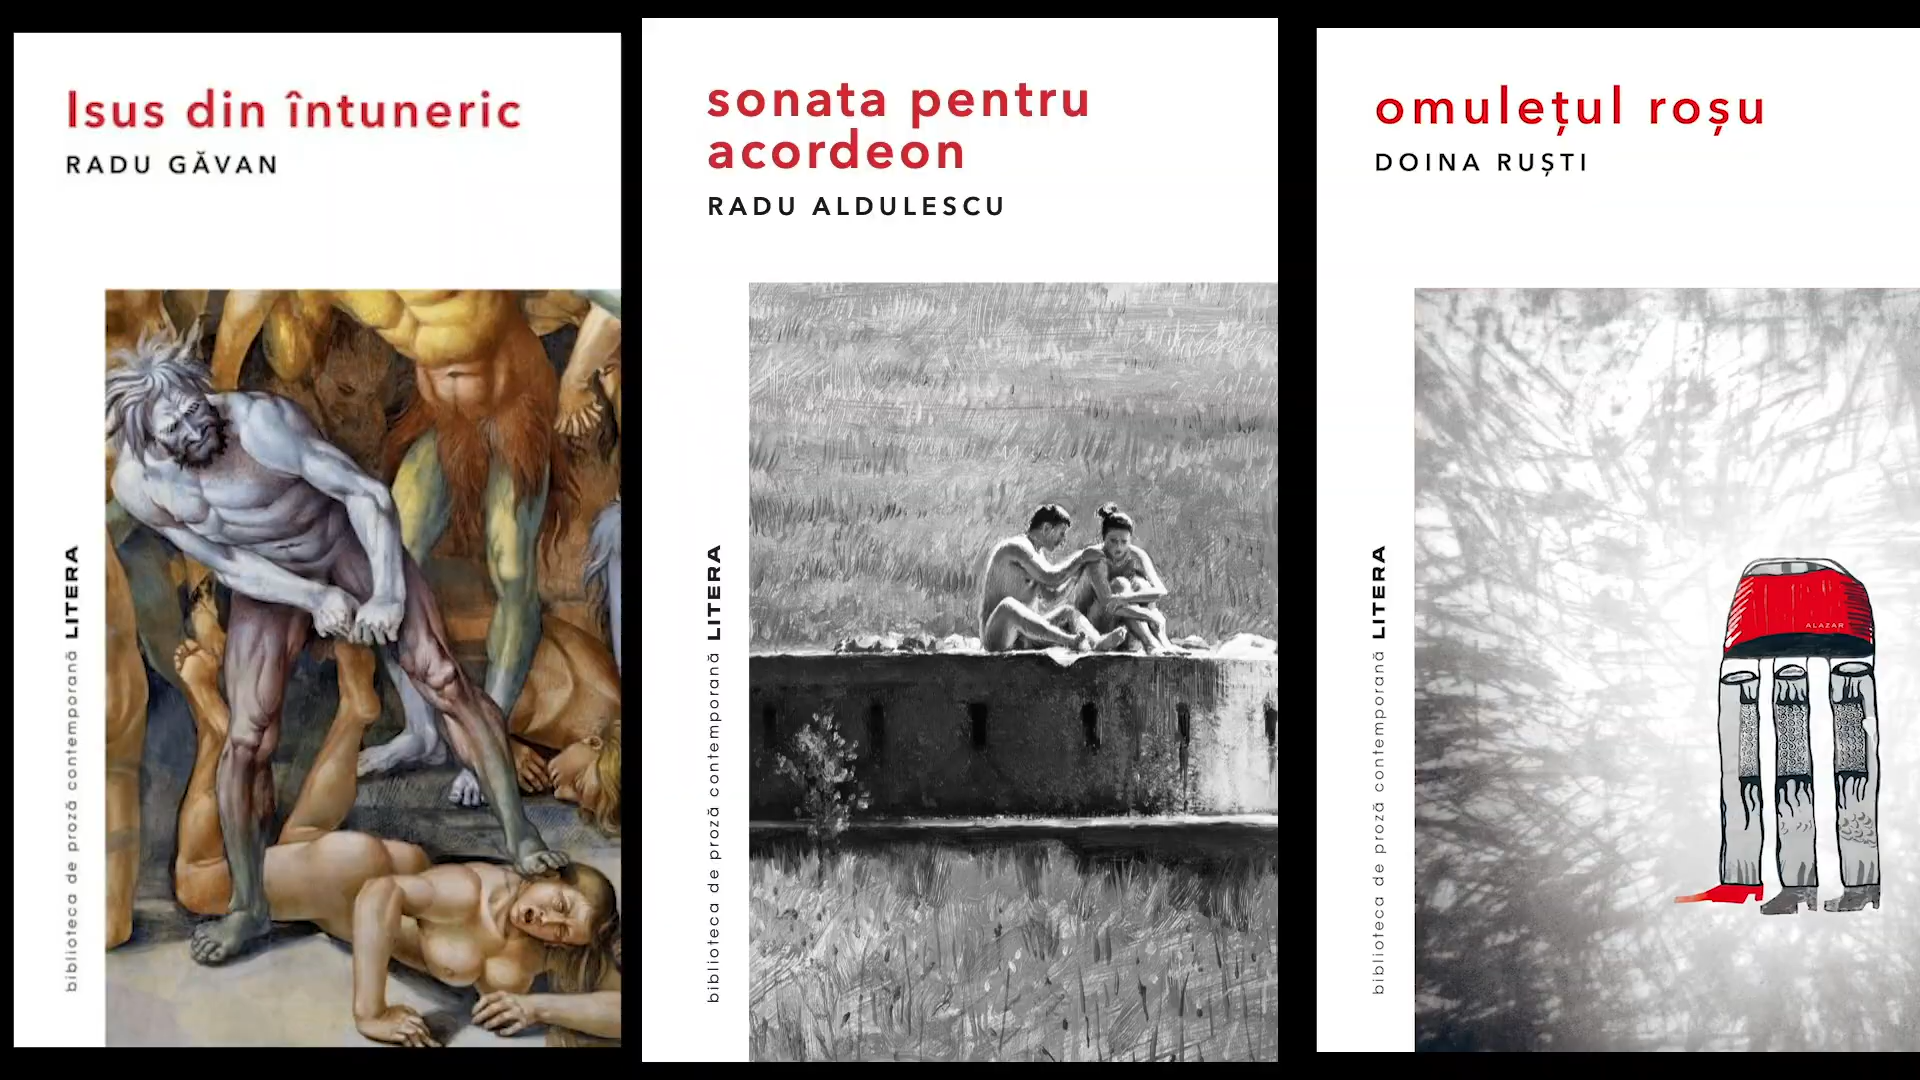 Isus din întuneric
RADU GĂVAN
biblioteca de proză contemporană LITERA
sonata pentru
acordeon
RADU ALDULESCU
biblioteca de proză contemporană LITERA
omulețul roșu
DOINA RUȘTI
biblioteca de proză contemporană LITERA
ALAZAR